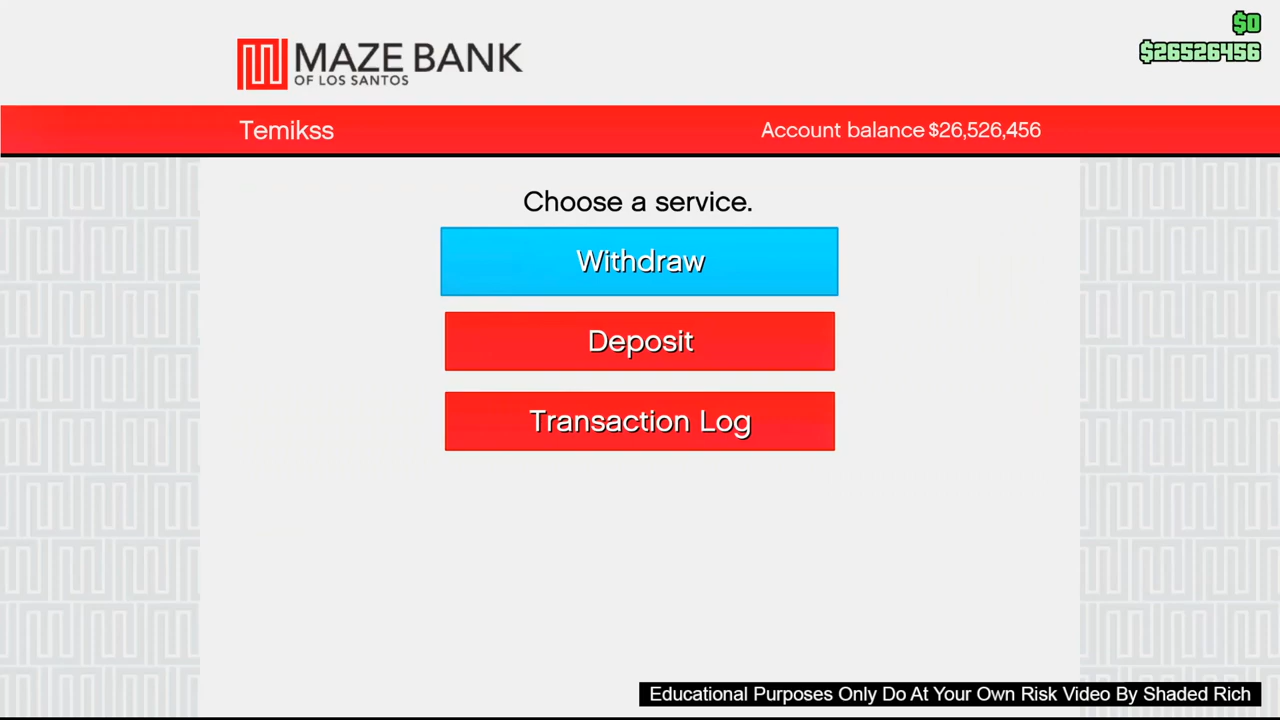 $0
$26526456
MAZE BANK
OF LOS SANTOS
Temikss
Account balance $26,526,456
Choose a service.
Withdraw
Deposit
Transaction Log
Educational Purposes Only Do At Your Own Risk Video By Shaded Rich